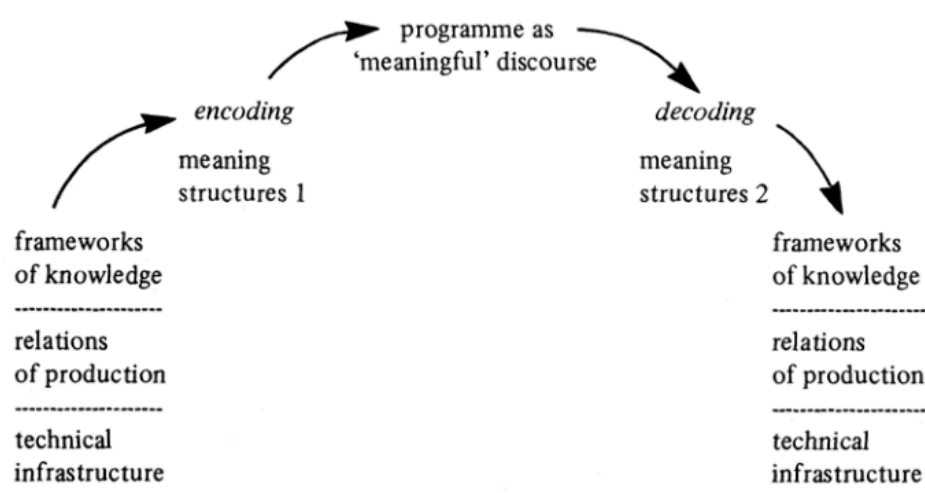 programme as
‘meaningful’ discourse
encoding
decoding
meaning
structures 1
meaning
structures 2
frameworks
of knowledge
relations
of production
technical
infrastructure
frameworks
of knowledge
relations
of production
technical
infrastructure